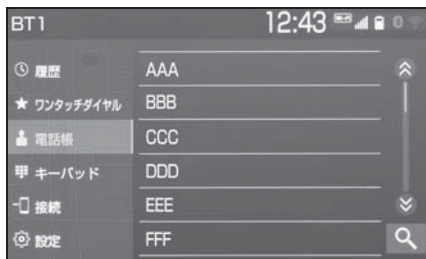 BT1
12:43
履歴
ワンタッチダイヤル
電話帳
キーパッド
接続
設定
AAA
BBB
CCC
DDD
EEE
FFF